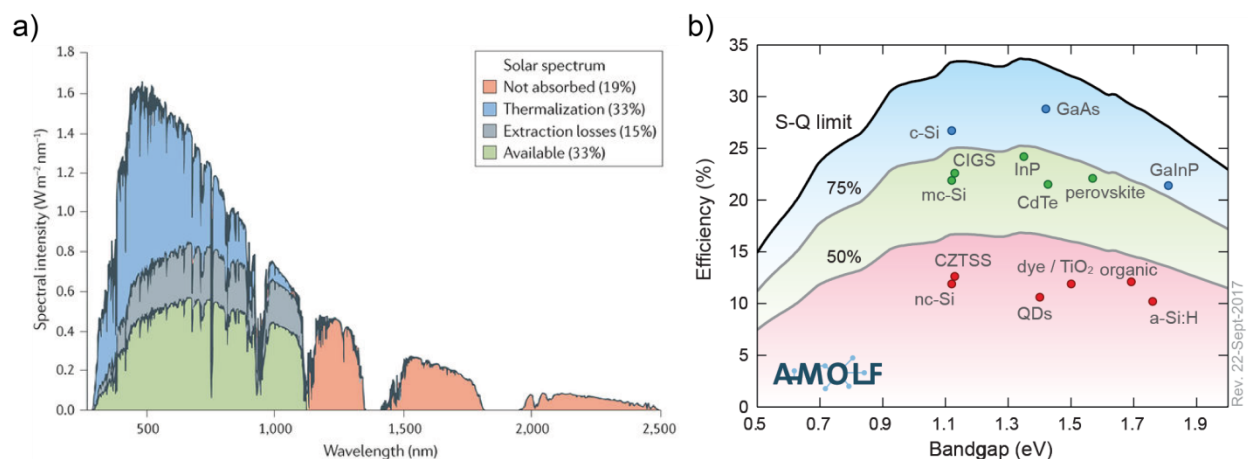 a)
1.8
1.6
1.4
1.2
1.0
0.8
0.6
0.4
0.2
0.0
Spectral intensity (W m⁻² nm⁻¹)
500
1,000
1,500
2,000
2,500
Wavelength (nm)
Solar spectrum
Not absorbed (19%)
Thermalization (33%)
Extraction losses (15%)
Available (33%)
b)
35
30
25
20
15
10
5
0
Efficiency (%)
S-Q limit
75%
50%
c-Si
GaAs
CIGS
mc-Si
InP
CdTe
perovskite
GaInP
CZTSS
nc-Si
dye / TiO₂
organic
QDs
a-Si:H
AMOLF
0.5
0.7
0.9
1.1
1.3
1.5
1.7
1.9
Bandgap (eV)
Rev. 22-Sept-2017